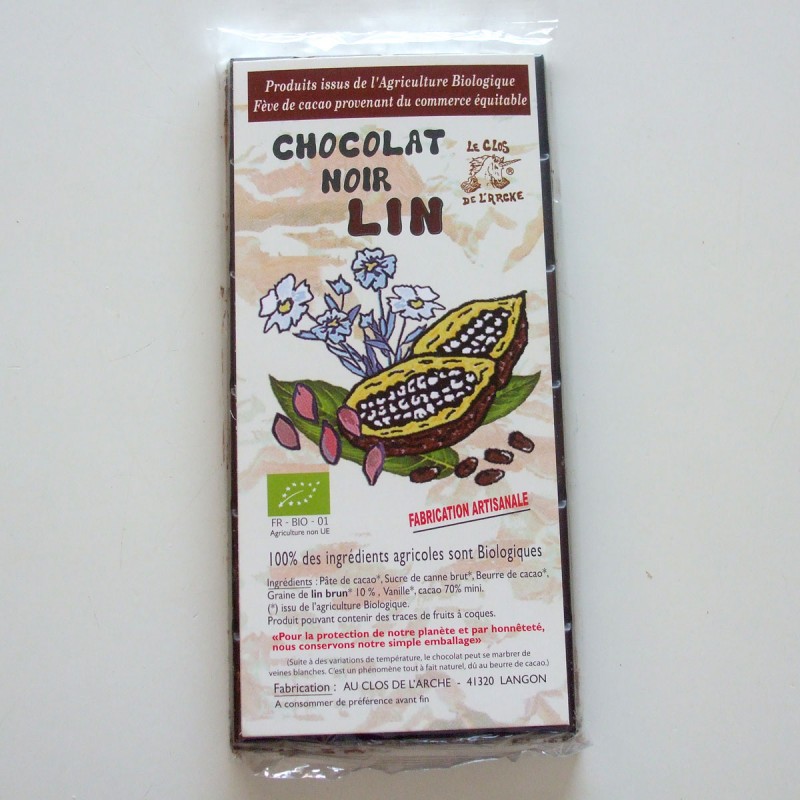 Produits issus de l'Agriculture Biologique
Fève de cacao provenant du commerce équitable
CHOCOLAT
NOIR
LIN
LE CLOS
®
DE L'ARCHE
FR - BIO - 01
Agriculture non UE
FABRICATION ARTISANALE
100% des ingrédients agricoles sont Biologiques
Ingrédients : Pâte de cacao*, Sucre de canne brut*, Beurre de cacao*,
Graine de lin brun* 10 % , Vanille*, cacao 70% mini.
(*) issu de l'agriculture Biologique.
Produit pouvant contenir des traces de fruits à coques.
«Pour la protection de notre planète et par honnêteté,
nous conservons notre simple emballage»
(Suite à des variations de température, le chocolat peut se marbrer de
veines blanches. C'est un phénomène tout à fait naturel, dû au beurre de cacao.)
Fabrication : AU CLOS DE L'ARCHE - 41320 LANGON
A consommer de préférence avant fin